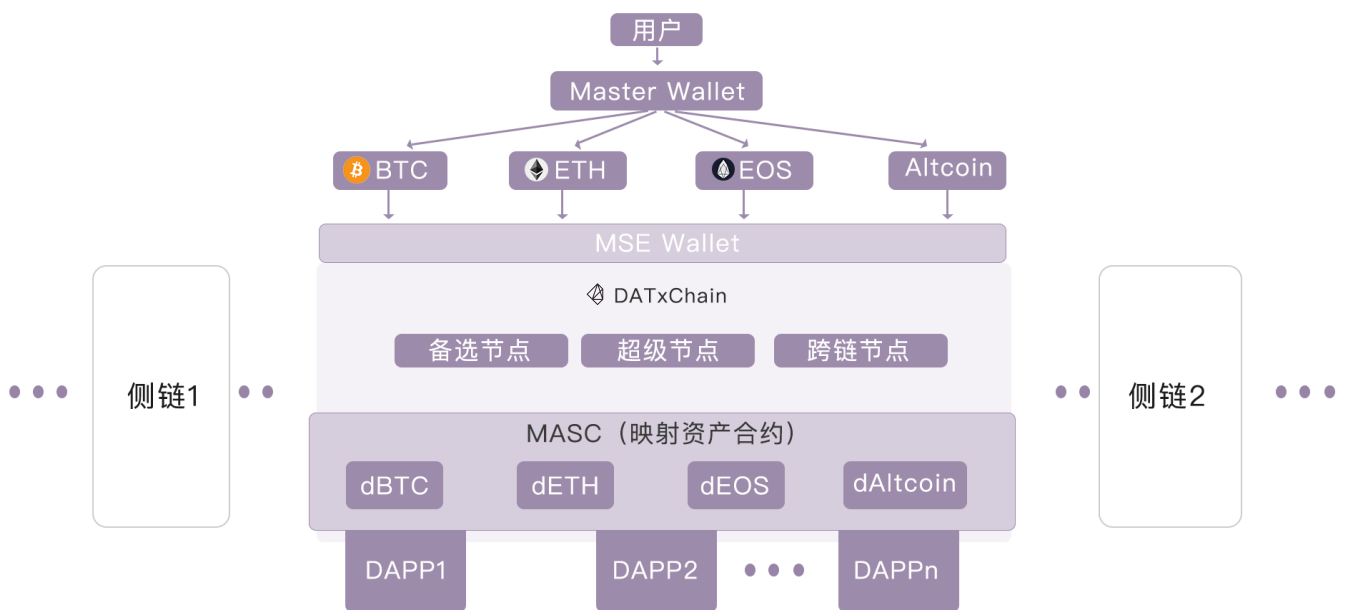 用户
Master Wallet
BTC
ETH
EOS
Altcoin
MSE Wallet
DATxChain
备选节点
超级节点
跨链节点
侧链1
侧链2
MASC（映射资产合约）
dBTC
dETH
dEOS
dAltcoin
DAPP1
DAPP2
DAPPn